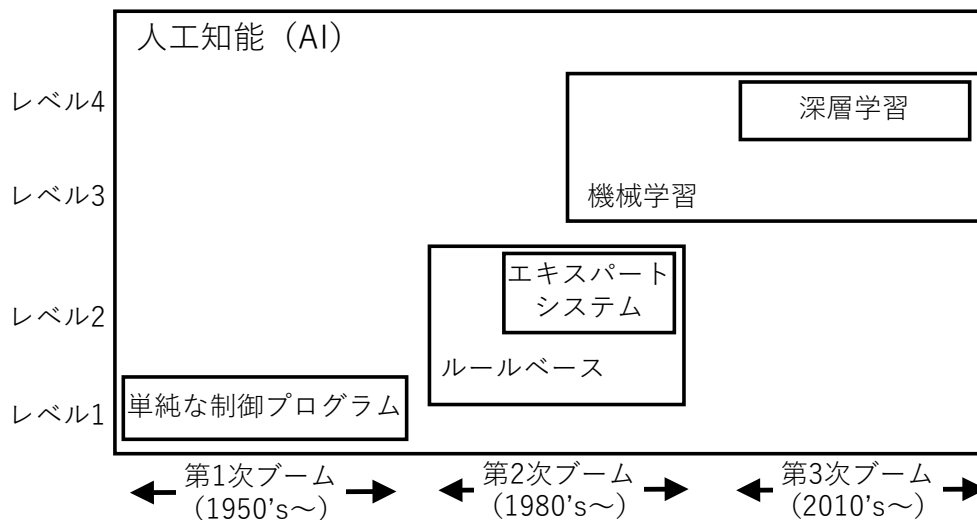 人工知能（AI）
レベル4
深層学習
レベル3
機械学習
エキスパート
システム
レベル2
ルールベース
レベル1
単純な制御プログラム
第1次ブーム
（1950's～）
第2次ブーム
（1980's～）
第3次ブーム
（2010's～）